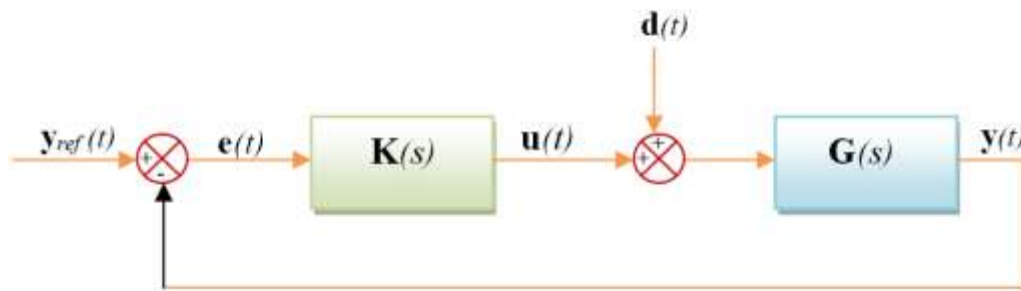 d(t)
yref(t)
+
-
e(t)
K(s)
u(t)
+
+
G(s)
y(t)